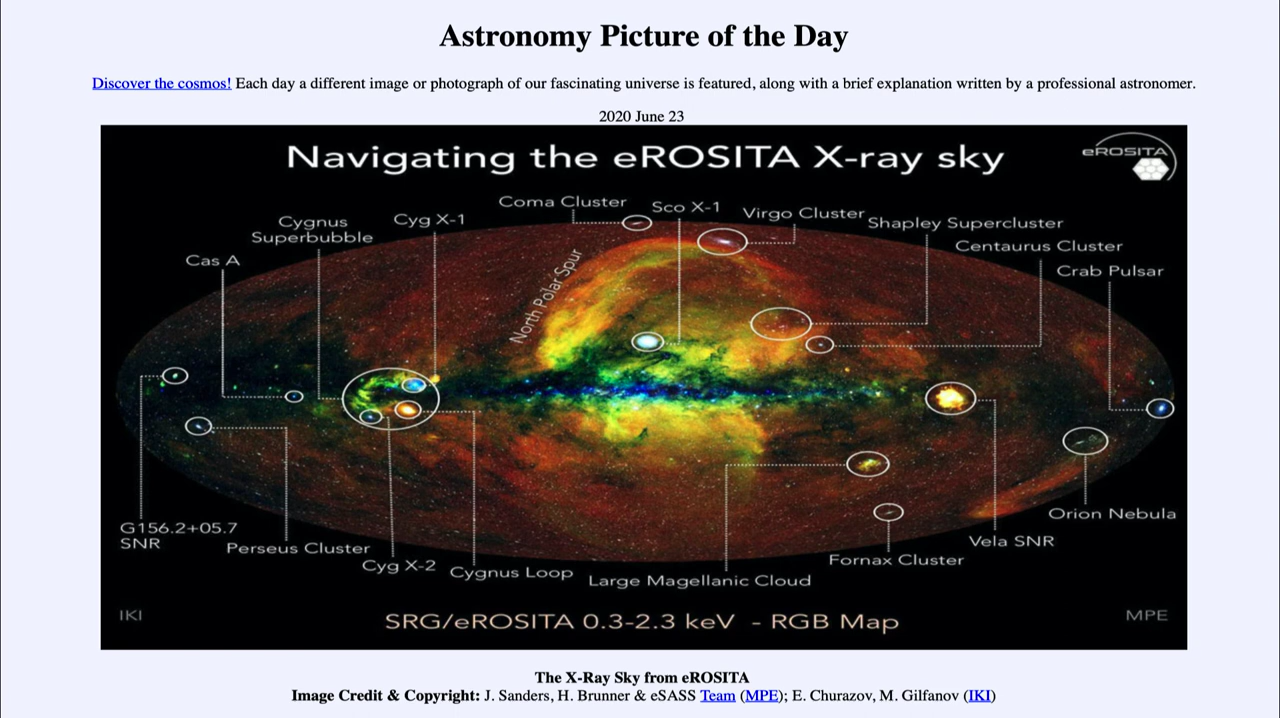 Astronomy Picture of the Day
Discover the cosmos! Each day a different image or photograph of our fascinating universe is featured, along with a brief explanation written by a professional astronomer.
2020 June 23
Navigating the eROSITA X-ray sky
eROSITA
Coma Cluster
Sco X-1
Virgo Cluster
Cygnus
Superbubble
Cyg X-1
Shapley Supercluster
Centaurus Cluster
Cas A
Crab Pulsar
North Polar Spur
G156.2+05.7
SNR
Perseus Cluster
Cyg X-2
Cygnus Loop
Large Magellanic Cloud
Fornax Cluster
Vela SNR
Orion Nebula
IKI
SRG/eROSITA 0.3-2.3 keV - RGB Map
MPE
The X-Ray Sky from eROSITA
Image Credit & Copyright: J. Sanders, H. Brunner & eSASS Team (MPE); E. Churazov, M. Gilfanov (IKI)